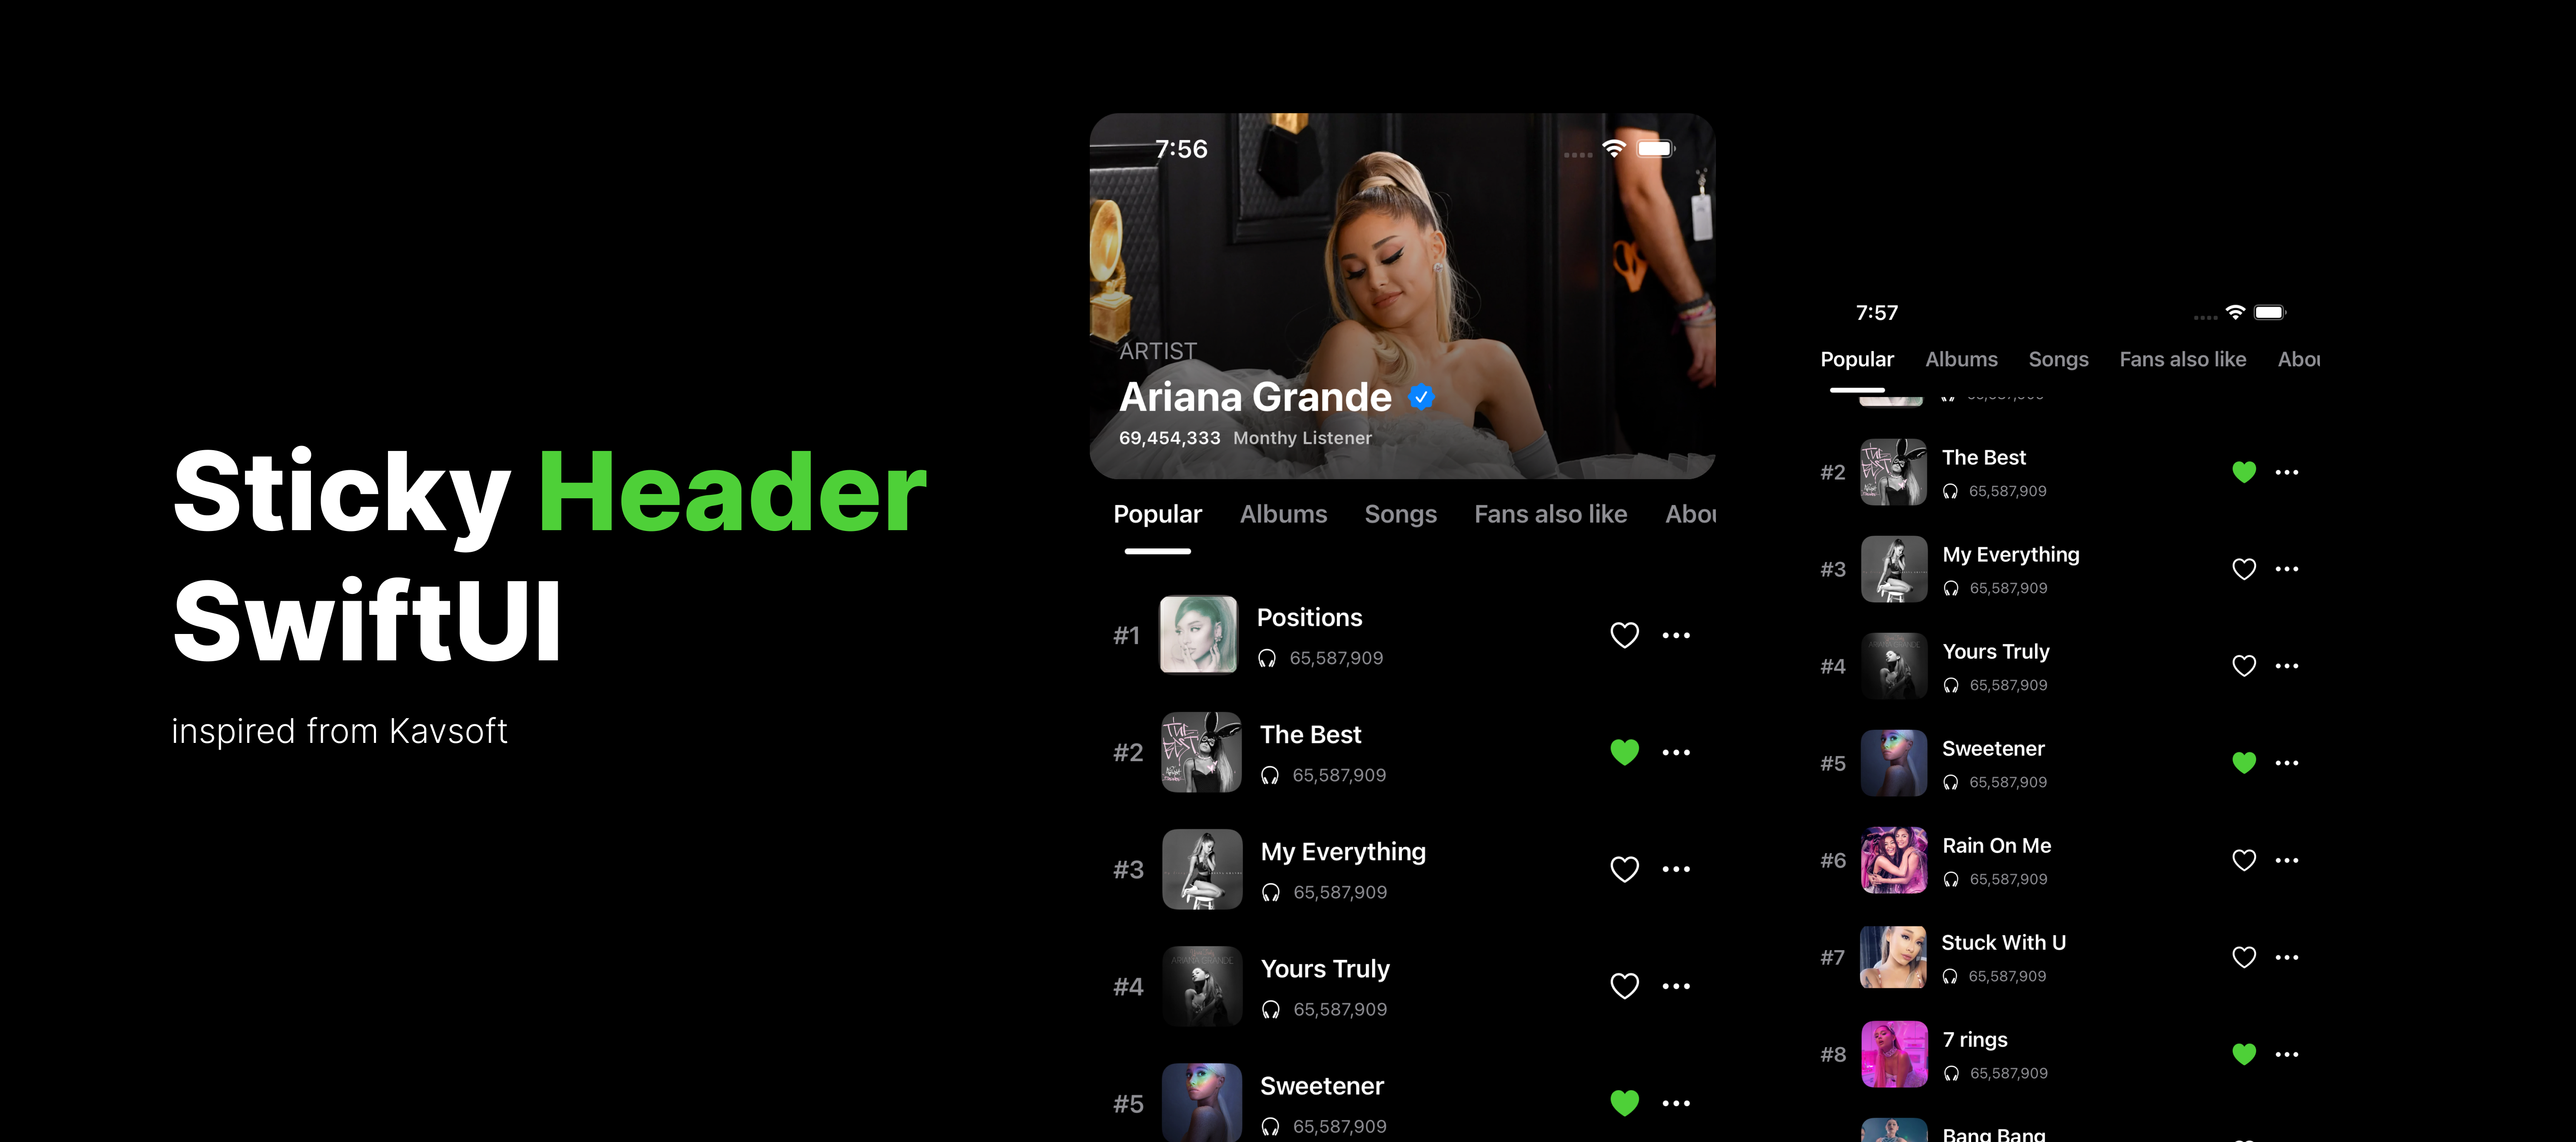 Sticky Header
SwiftUI
inspired from Kavsoft
7:56
ARTIST
Ariana Grande
69,454,333 Monthy Listener
Popular Albums Songs Fans also like Abou
#1 Positions
65,587,909
#2 The Best
65,587,909
#3 My Everything
65,587,909
#4 Yours Truly
65,587,909
#5 Sweetener
65,587,909
7:57
Popular Albums Songs Fans also like Abou
#2 The Best
65,587,909
#3 My Everything
65,587,909
#4 Yours Truly
65,587,909
#5 Sweetener
65,587,909
#6 Rain On Me
65,587,909
#7 Stuck With U
65,587,909
#8 7 rings
65,587,909
Bang Bang